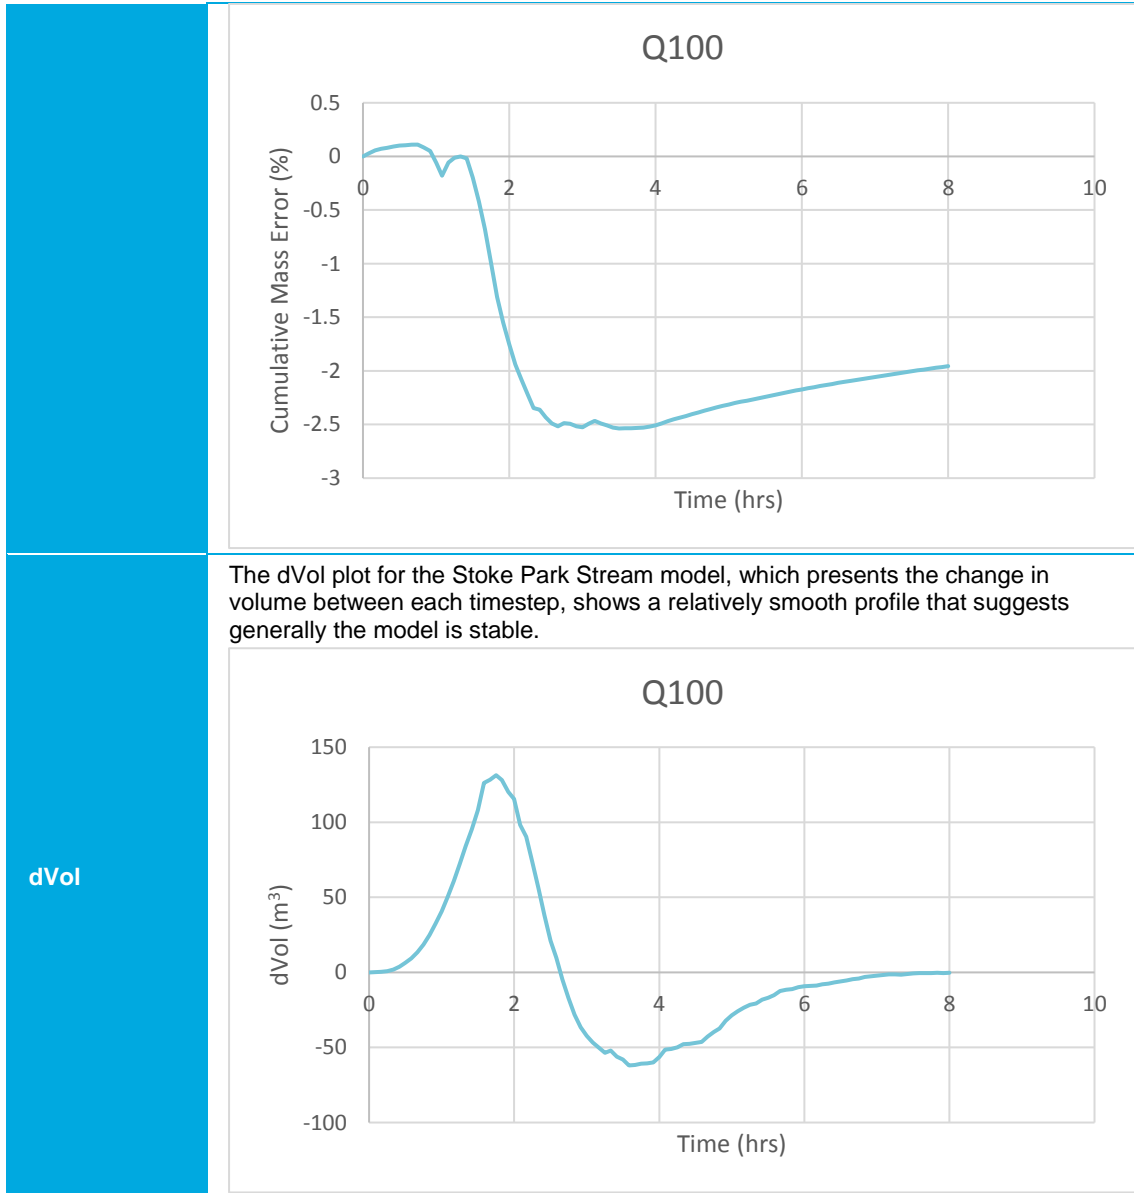 Q100
0.5
0
-0.5
-1
-1.5
-2
-2.5
-3
0
2
4
6
8
10
Cumulative Mass Error (%)
Time (hrs)
dVol
The dVol plot for the Stoke Park Stream model, which presents the change in
volume between each timestep, shows a relatively smooth profile that suggests
generally the model is stable.
Q100
150
100
50
0
-50
-100
0
2
4
6
8
10
dVol (m³)
Time (hrs)